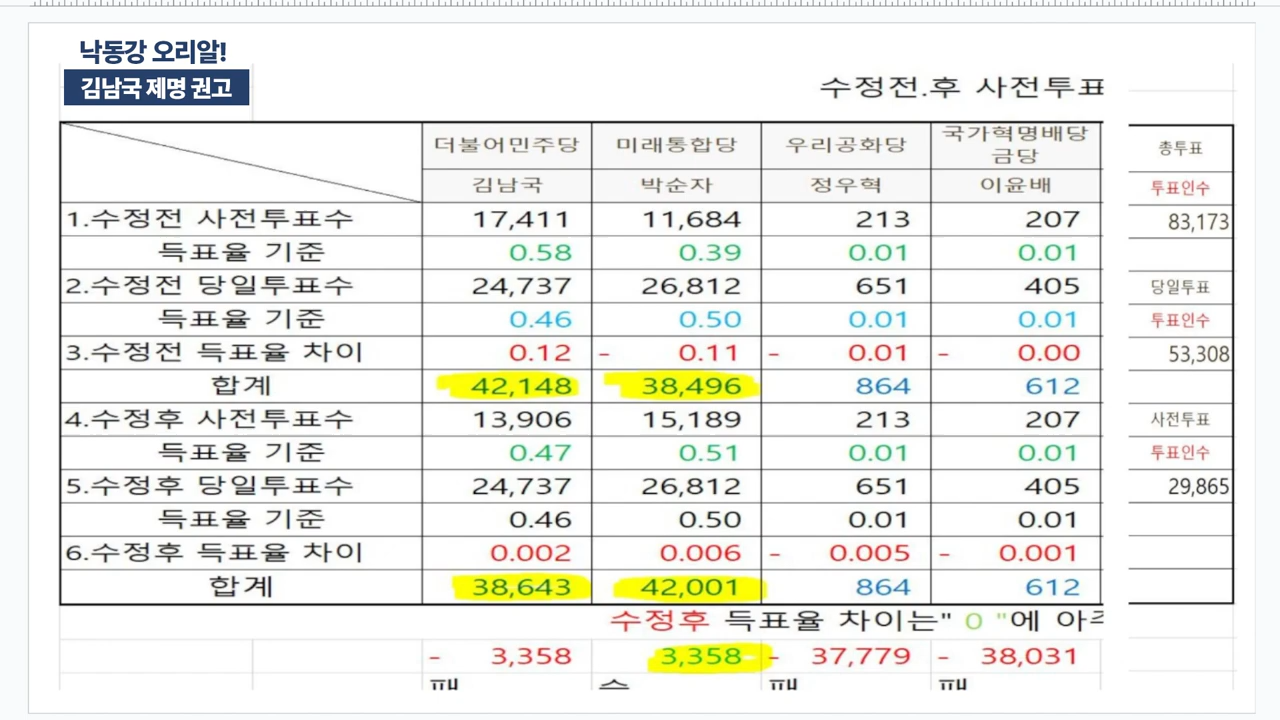 낙동강 오리알!
김남국 제명 권고
수정전.후 사전투표
더불어민주당 미래통합당 우리공화당 국가혁명배당금당 총투표
김남국 박순자 정우혁 이윤배 투표인수
1.수정전 사전투표수 17,411 11,684 213 207 83,173
득표율 기준 0.58 0.39 0.01 0.01
2.수정전 당일투표수 24,737 26,812 651 405 당일투표
득표율 기준 0.46 0.50 0.01 0.01 투표인수
3.수정전 득표율 차이 0.12 - 0.11 - 0.01 - 0.00 53,308
합계 42,148 38,496 864 612
4.수정후 사전투표수 13,906 15,189 213 207 사전투표
득표율 기준 0.47 0.51 0.01 0.01 투표인수
5.수정후 당일투표수 24,737 26,812 651 405 29,865
득표율 기준 0.46 0.50 0.01 0.01
6.수정후 득표율 차이 0.002 0.006 - 0.005 - 0.001
합계 38,643 42,001 864 612
수정후 득표율 차이는" 0 "에
- 3,358 3,358 - 37,779 - 38,031